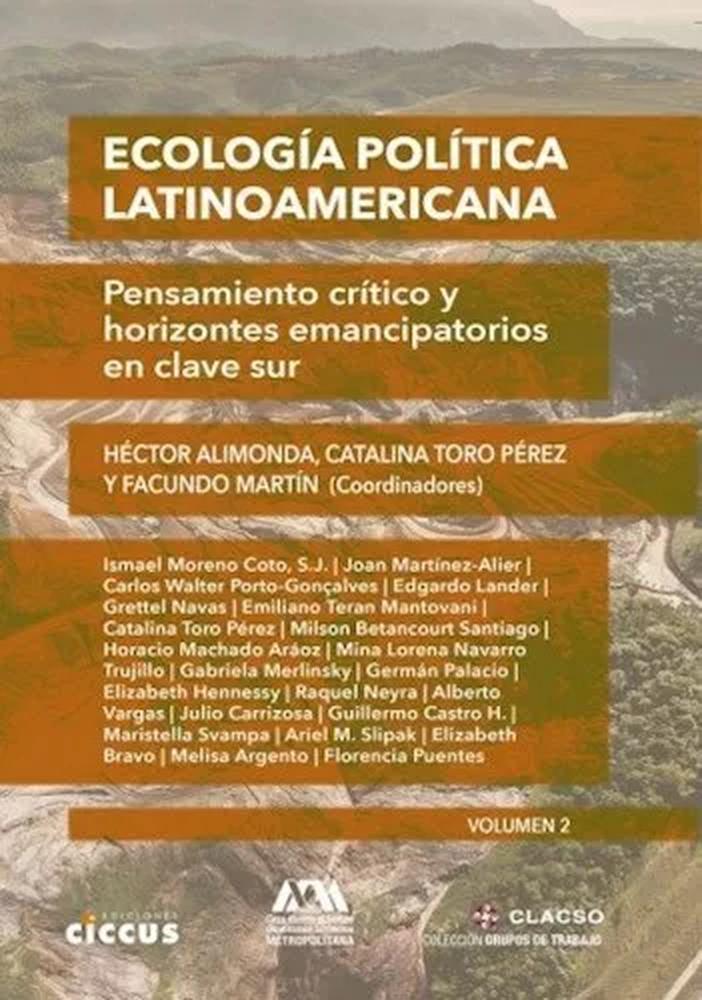 ECOLOGÍA POLÍTICA
LATINOAMERICANA
Pensamiento crítico y
horizontes emancipatorios
en clave sur
HÉCTOR ALIMONDA, CATALINA TORO PÉREZ
Y FACUNDO MARTÍN (Coordinadores)
Ismael Moreno Coto, S.J. | Joan Martínez-Alier |
Carlos Walter Porto-Gonçalves | Edgardo Lander |
Grettel Navas | Emiliano Teran Mantovani |
Catalina Toro Pérez | Milson Betancourt Santiago |
Horacio Machado Aráoz | Mina Lorena Navarro
Trujillo | Gabriela Merlinsky | Germán Palacio |
Elizabeth Hennessy | Raquel Neyra | Alberto
Vargas | Julio Carrizosa | Guillermo Castro H. |
Maristella Svampa | Ariel M. Slipak | Elizabeth
Bravo | Melisa Argento | Florencia Puentes
VOLUMEN 2
EDICIONES
ciccus
METROPOLITANA
CLACSO
COLECCIÓN GRUPOS DE TRABAJO